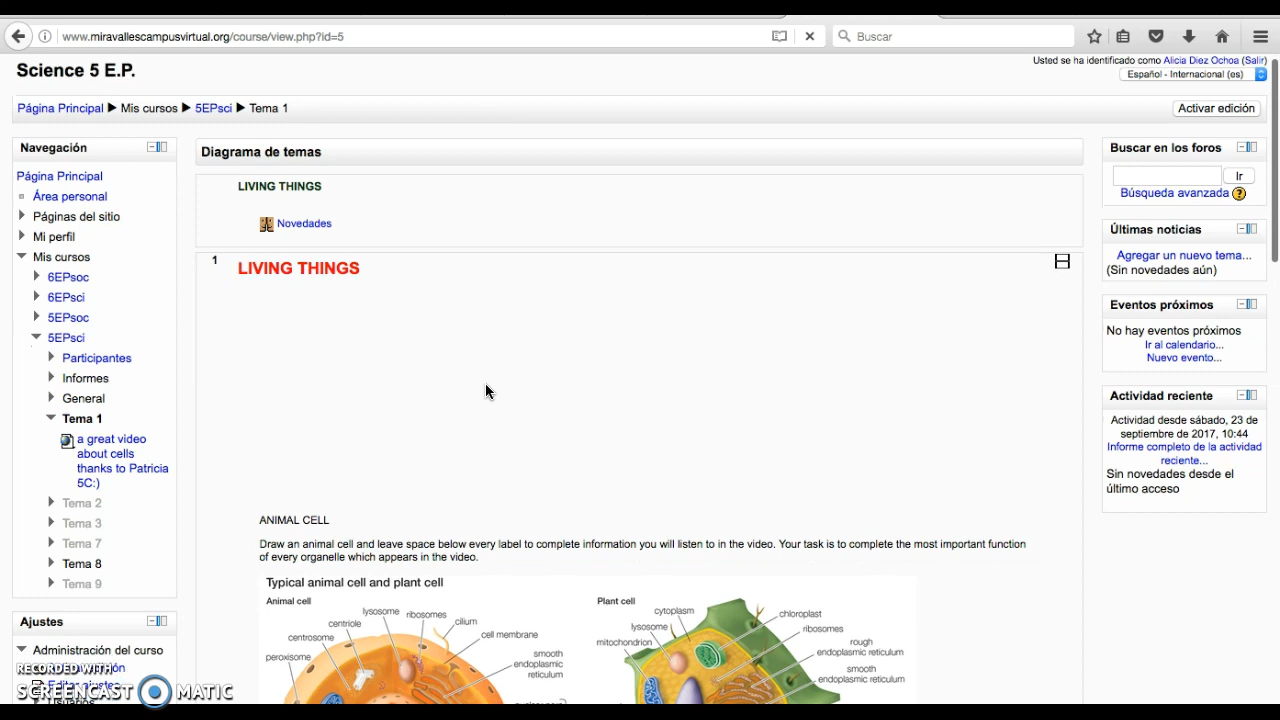 www.miravallescampusvirtual.org/course/view.php?id=5
Buscar
Science 5 E.P.
Usted se ha identificado como Alicia Diez Ochoa (Salir)
Español - Internacional (es)
Página Principal ▶ Mis cursos ▶ 5EPsci ▶ Tema 1
Activar edición
Navegación
Página Principal
Área personal
Páginas del sitio
Mi perfil
Mis cursos
6EPsoc
6EPsci
5EPsoc
5EPsci
Participantes
Informes
General
Tema 1
a great video
about cells
thanks to Patricia
5C:)
Tema 2
Tema 3
Tema 7
Tema 8
Tema 9
Ajustes
Administración del curso
RECORDED WITH
SCREENCAST MATIC
Usuarios
Diagrama de temas
LIVING THINGS
Novedades
1
LIVING THINGS
ANIMAL CELL
Draw an animal cell and leave space below every label to complete information you will listen to in the video. Your task is to complete the most important function
of every organelle which appears in the video.
Typical animal cell and plant cell
Animal cell
lysosome
ribosomes
centriole
cilium
centrosome
cell membrane
peroxisome
smooth
endoplasmic
reticulum
Plant cell
cytoplasm
chloroplast
lysosome
ribosomes
mitochondrion
rough
endoplasmic reticulum
smooth
endoplasmic reticulum
Buscar en los foros
Ir
Búsqueda avanzada
Últimas noticias
Agregar un nuevo tema...
(Sin novedades aún)
Eventos próximos
No hay eventos próximos
Ir al calendario...
Nuevo evento...
Actividad reciente
Actividad desde sábado, 23 de
septiembre de 2017, 10:44
Informe completo de la actividad
reciente...
Sin novedades desde el
último acceso